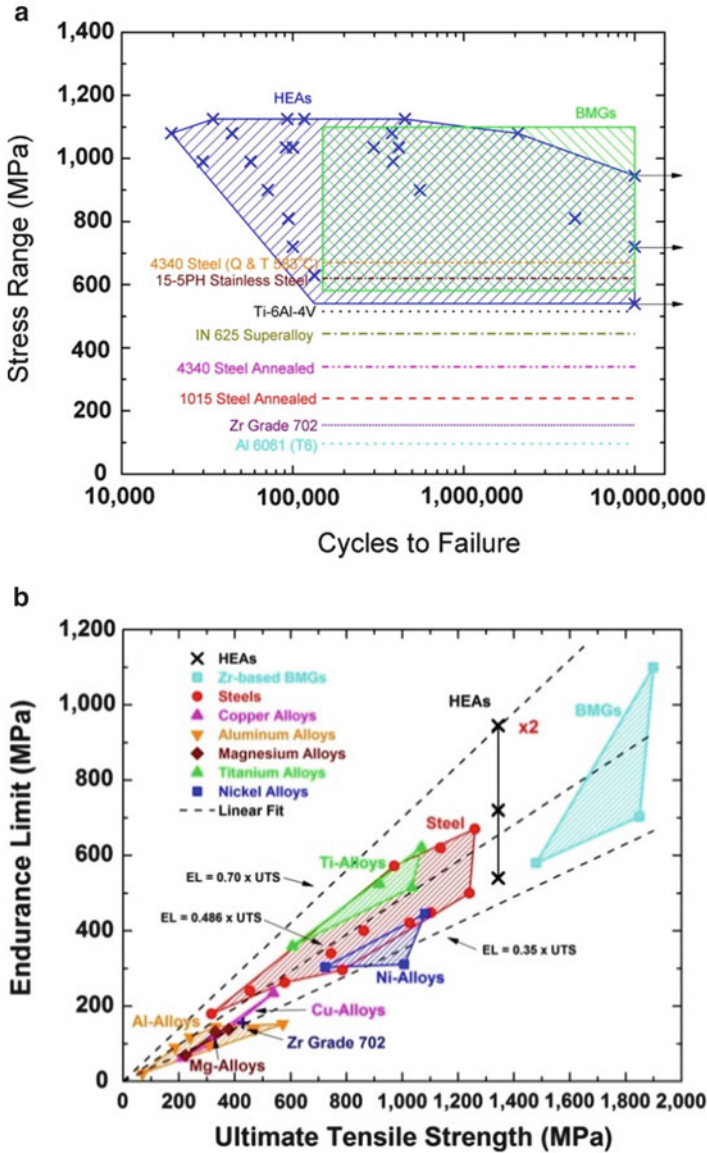 a
1,400
1,200
1,000
800
600
400
200
0
Stress Range (MPa)
HEAs
BMGs
4340 Steel (Q & T 583°C)
15-5PH Stainless Steel
Ti-6Al-4V
IN 625 Superalloy
4340 Steel Annealed
1015 Steel Annealed
Zr Grade 702
Al 6061 (T6)
10,000
100,000
1,000,000
10,000,000
Cycles to Failure
b
1,200
1,000
800
600
400
200
0
Endurance Limit (MPa)
HEAs
Zr-based BMGs
Steels
Copper Alloys
Aluminum Alloys
Magnesium Alloys
Titanium Alloys
Nickel Alloys
Linear Fit
HEAs
x2
BMGs
Steel
Ti-Alloys
EL = 0.70 x UTS
EL = 0.486 x UTS
EL = 0.35 x UTS
Ni-Alloys
Cu-Alloys
Al-Alloys
Zr Grade 702
Mg-Alloys
0
200
400
600
800
1,000
1,200
1,400
1,600
1,800
2,000
Ultimate Tensile Strength (MPa)